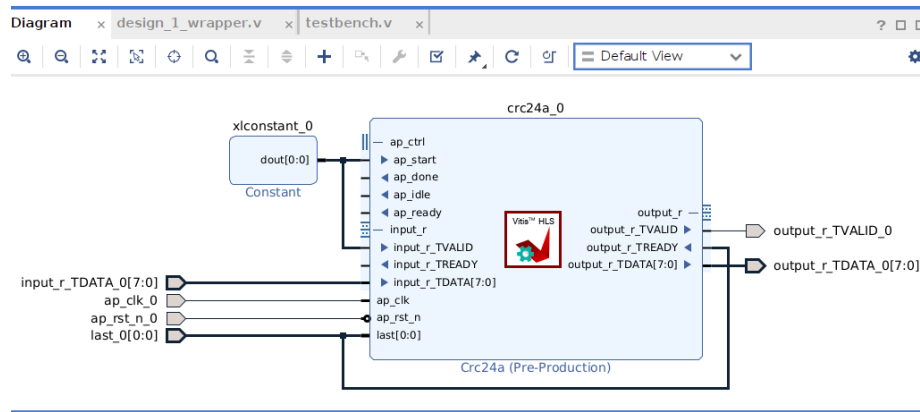 Diagram x design_1_wrapper.v x testbench.v x
?
Default View
crc24a_0
xlconstant_0
dout[0:0]
Constant
ap_ctrl
ap_start
ap_done
ap_idle
ap_ready
input_r
input_r_TVALID
input_r_TREADY
input_r_TDATA[7:0]
ap_clk
ap_rst_n
last[0:0]
Vitis™ HLS
output_r
output_r_TVALID
output_r_TREADY
output_r_TDATA[7:0]
output_r_TVALID_0
output_r_TDATA_0[7:0]
input_r_TDATA_0[7:0]
ap_clk_0
ap_rst_n_0
last_0[0:0]
Crc24a (Pre-Production)